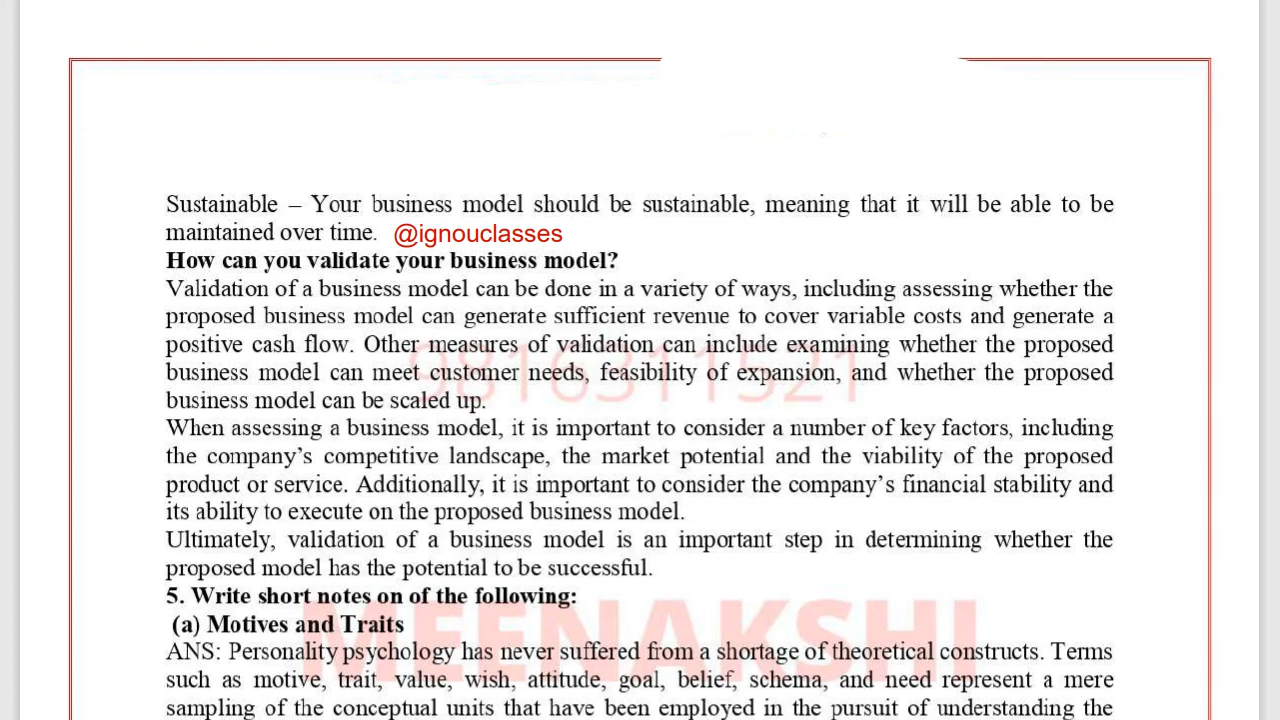 Sustainable – Your business model should be sustainable, meaning that it will be able to be
maintained over time. @ignouclasses
How can you validate your business model?
Validation of a business model can be done in a variety of ways, including assessing whether the
proposed business model can generate sufficient revenue to cover variable costs and generate a
positive cash flow. Other measures of validation can include examining whether the proposed
business model can meet customer needs, feasibility of expansion, and whether the proposed
business model can be scaled up.
9816311521
When assessing a business model, it is important to consider a number of key factors, including
the company's competitive landscape, the market potential and the viability of the proposed
product or service. Additionally, it is important to consider the company's financial stability and
its ability to execute on the proposed business model.
Ultimately, validation of a business model is an important step in determining whether the
proposed model has the potential to be successful.
5. Write short notes on of the following:
(a) Motives and Traits
MEENAKSHI
ANS: Personality psychology has never suffered from a shortage of theoretical constructs. Terms
such as motive, trait, value, wish, attitude, goal, belief, schema, and need represent a mere
sampling of the conceptual units that have been employed in the pursuit of understanding the